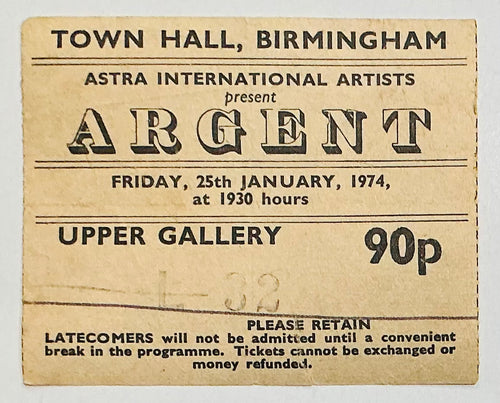 TOWN HALL, BIRMINGHAM
ASTRA INTERNATIONAL ARTISTS
present
ARGENT
FRIDAY, 25th JANUARY, 1974,
at 1930 hours
UPPER GALLERY 90p
L 32
PLEASE RETAIN
LATECOMERS will not be admitted until a convenient
break in the programme. Tickets cannot be exchanged or
money refunded.